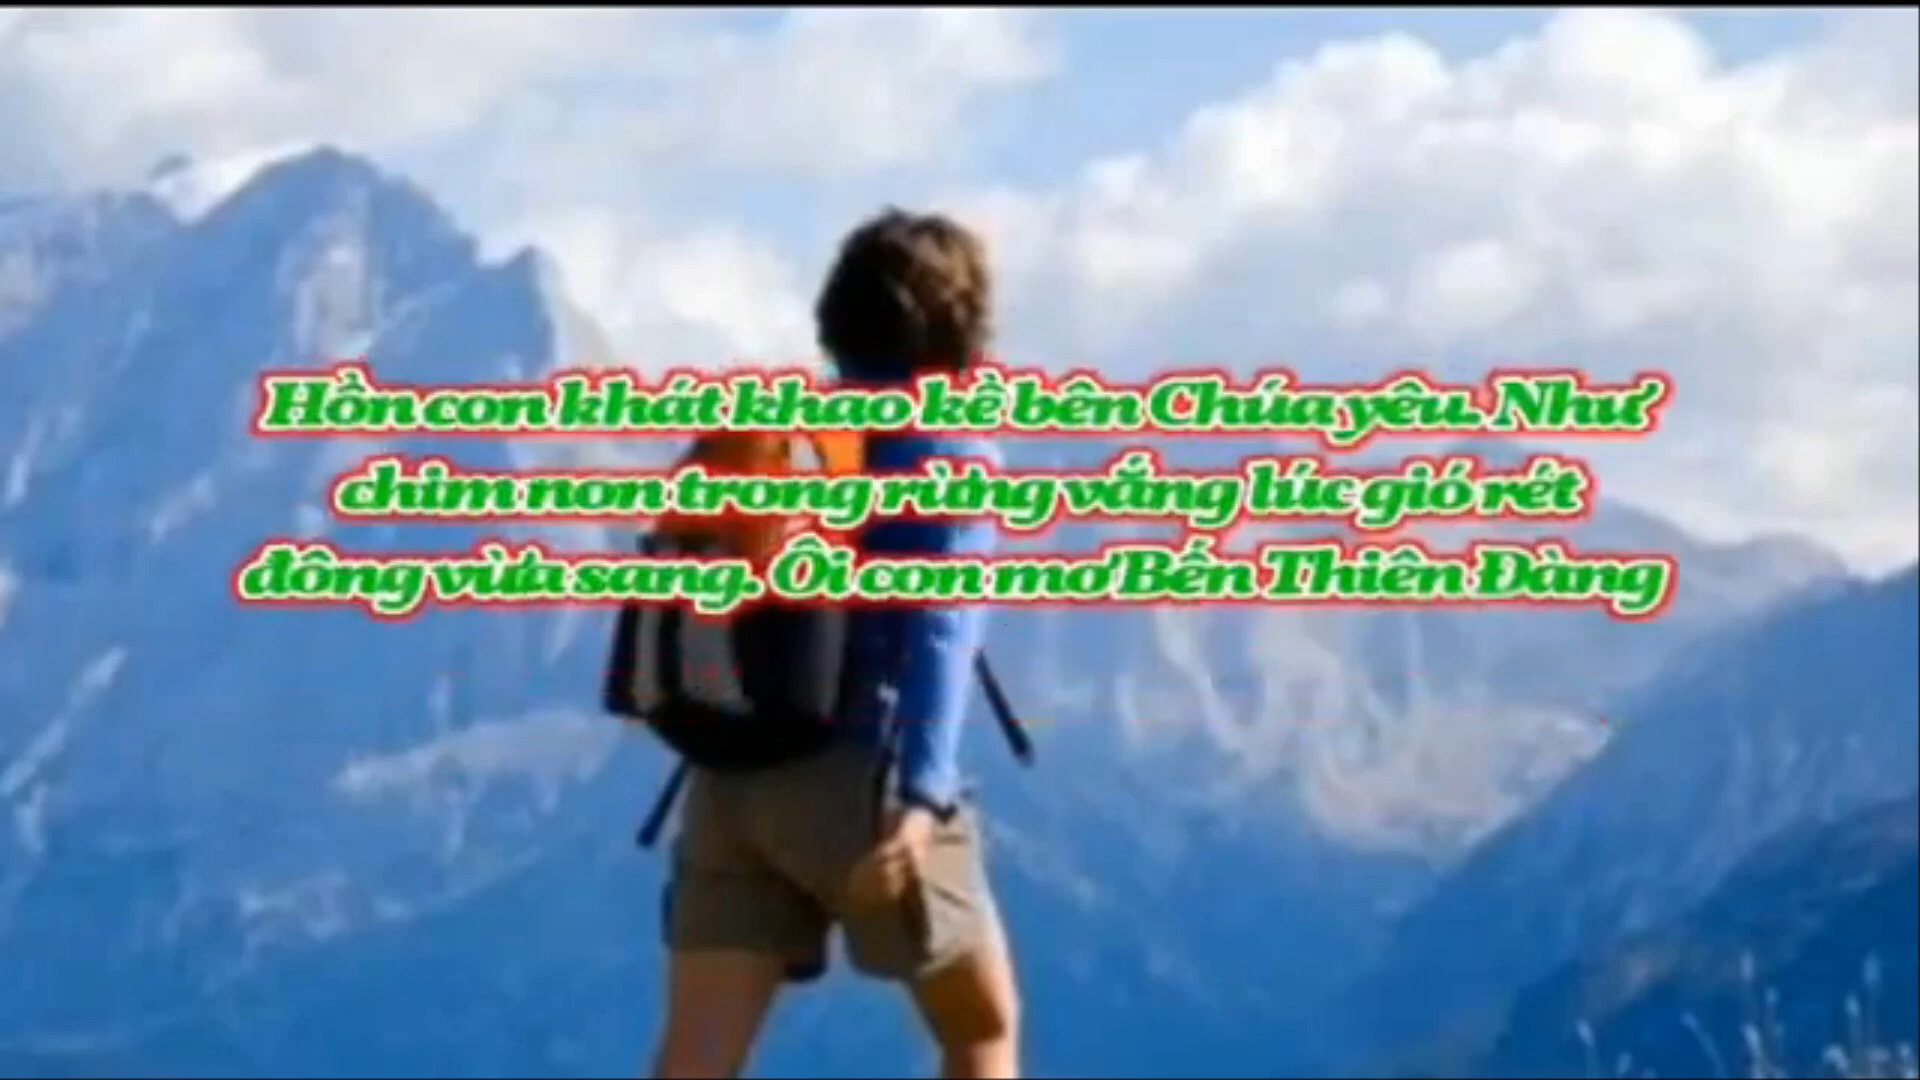 Hồn con khát khao kề bên Chúa yêu. Như
chim non trong rừng vắng lúc gió rét
đông vừa sang. Ôi con mơ Bến Thiên Đàng